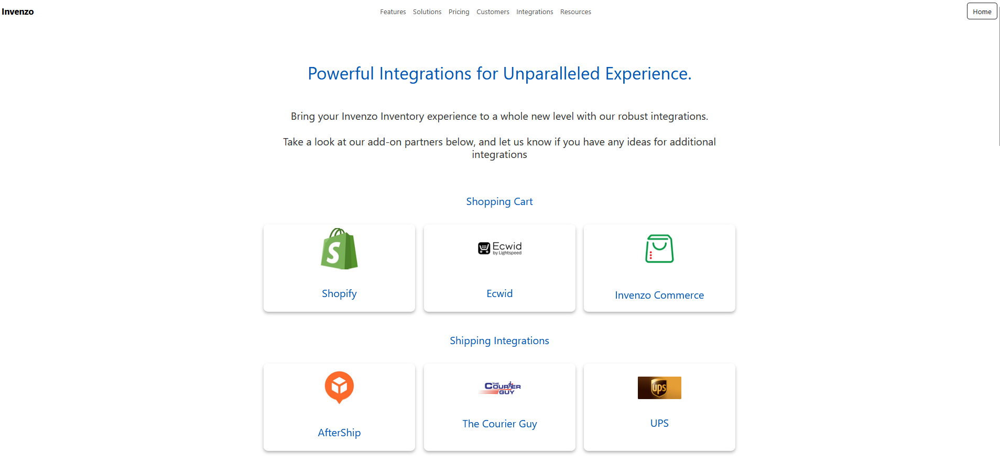 Invenzo
Features Solutions Pricing Customers Integrations Resources
Home
Powerful Integrations for Unparalleled Experience.
Bring your Invenzo Inventory experience to a whole new level with our robust integrations.
Take a look at our add-on partners below, and let us know if you have any ideas for additional
integrations
Shopping Cart
S
Ecwid
by Lightspeed
Shopify
Ecwid
Invenzo Commerce
Shipping Integrations
THE
COURIER
GUY
ups
AfterShip
The Courier Guy
UPS